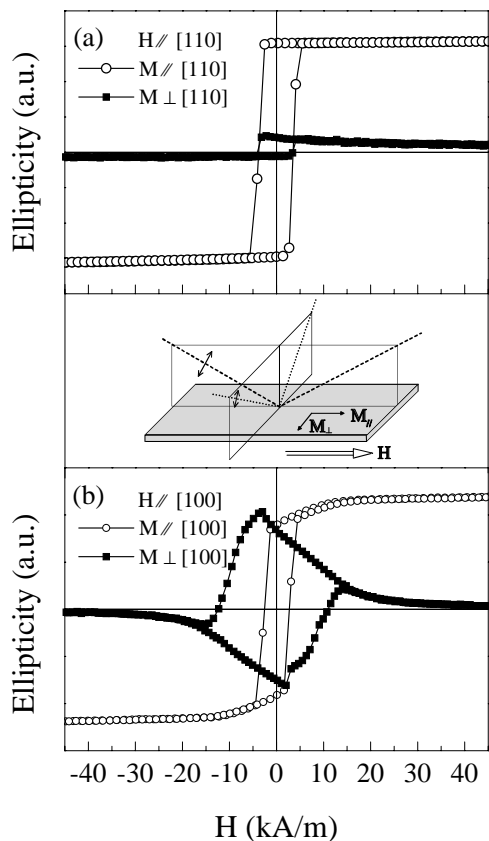 (a)
H // [110]
M // [110]
M ⊥ [110]
Ellipticity (a.u.)
M//
M⊥
H
(b)
H // [100]
M // [100]
M ⊥ [100]
Ellipticity (a.u.)
-40 -30 -20 -10 0 10 20 30 40
H (kA/m)